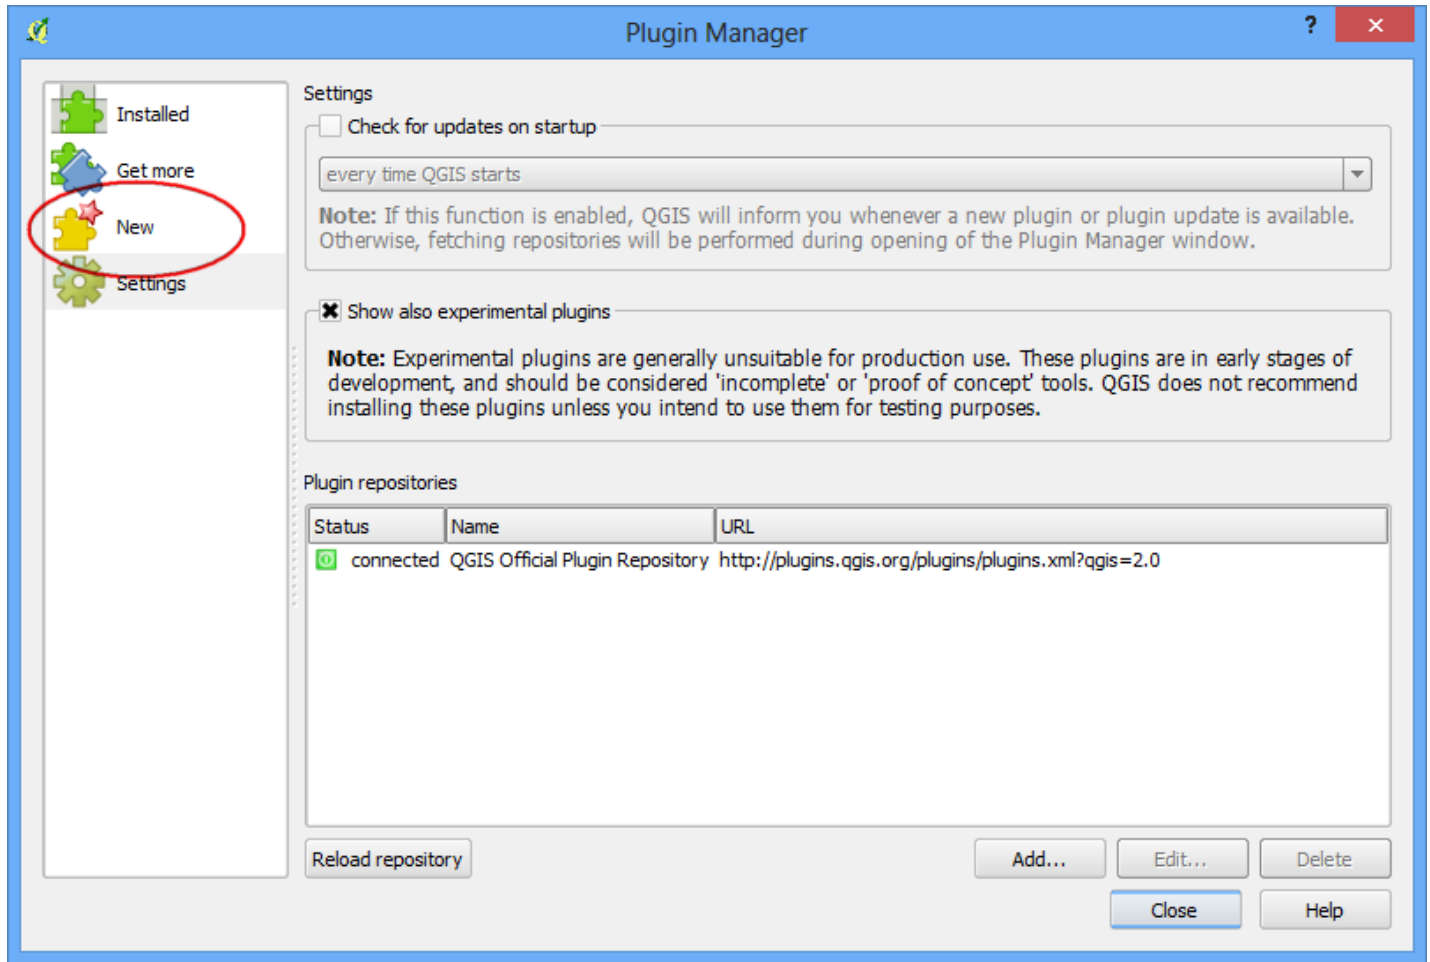 Plugin Manager
?
Installed
Get more
New
Settings
Settings
Check for updates on startup
every time QGIS starts
Note: If this function is enabled, QGIS will inform you whenever a new plugin or plugin update is available.
Otherwise, fetching repositories will be performed during opening of the Plugin Manager window.
Show also experimental plugins
Note: Experimental plugins are generally unsuitable for production use. These plugins are in early stages of
development, and should be considered 'incomplete' or 'proof of concept' tools. QGIS does not recommend
installing these plugins unless you intend to use them for testing purposes.
Plugin repositories
Status Name URL
connected QGIS Official Plugin Repository http://plugins.qgis.org/plugins/plugins.xml?qgis=2.0
Reload repository Add... Edit... Delete
Close Help